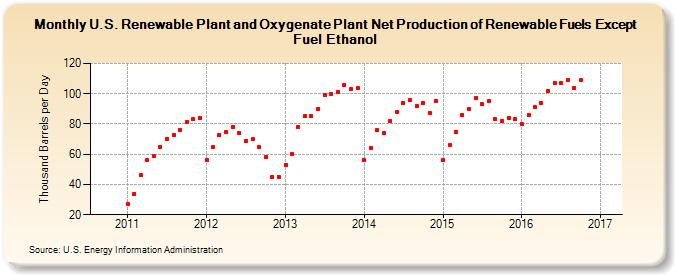 Monthly U.S. Renewable Plant and Oxygenate Plant Net Production of Renewable Fuels Except
Fuel Ethanol
Thousand Barrels per Day
120
100
80
60
40
20
2011 2012 2013 2014 2015 2016 2017
Source: U.S. Energy Information Administration